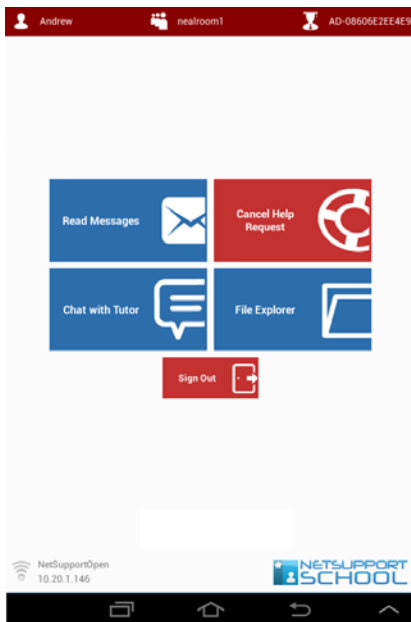 Andrew
nealroom1
AD-08606E2EE4E9
Read Messages
Cancel Help
Request
Chat with Tutor
File Explorer
Sign Out
NetSupportOpen
10.20.1.146
NETSUPPORT
SCHOOL